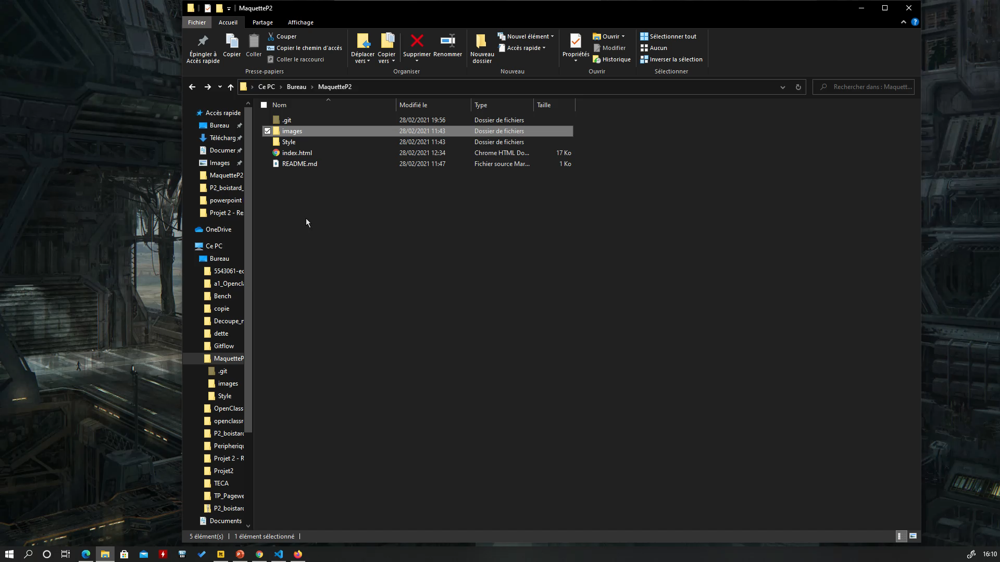 MaquetteP2
Fichier Accueil Partage Affichage
Épingler à Accès rapide
Copier
Coller
Couper
Copier le chemin d'accès
Coller le raccourci
Presse-papiers
Déplacer vers
Copier vers
Supprimer
Renommer
Organiser
Nouveau dossier
Nouvel élément
Accès rapide
Nouveau
Propriétés
Ouvrir
Modifier
Historique
Ouvrir
Sélectionner tout
Aucun
Inverser la sélection
Sélectionner
Ce PC > Bureau > MaquetteP2
Rechercher dans : Maquett...
Nom Modifié le Type Taille
.git 28/02/2021 19:56 Dossier de fichiers
images 28/02/2021 11:43 Dossier de fichiers
Style 28/02/2021 11:43 Dossier de fichiers
index.html 28/02/2021 12:34 Chrome HTML Do... 17 Ko
README.md 28/02/2021 11:47 Fichier source Mar... 1 Ko
Accès rapide
Bureau
Télécharg
Documer
Images
MaquetteP2
P2_boistard_
powerpoint
Projet 2 - Re
OneDrive
Ce PC
Bureau
5543061-ec
a1_Opencla
Bench
copie
Decoupe_r
dette
Gitflow
MaquetteP
.git
images
Style
OpenClass
openclassr
P2_boistard
Periphériqu
Projet 2 - R
Projet2
TECA
TP_Pagewe
P2_boistard
Documents
5 élément(s) 1 élément sélectionné
16:10